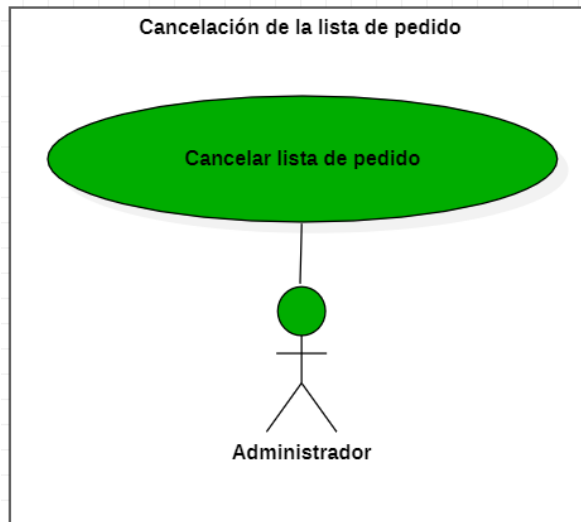 Cancelación de la lista de pedido
Cancelar lista de pedido
Administrador